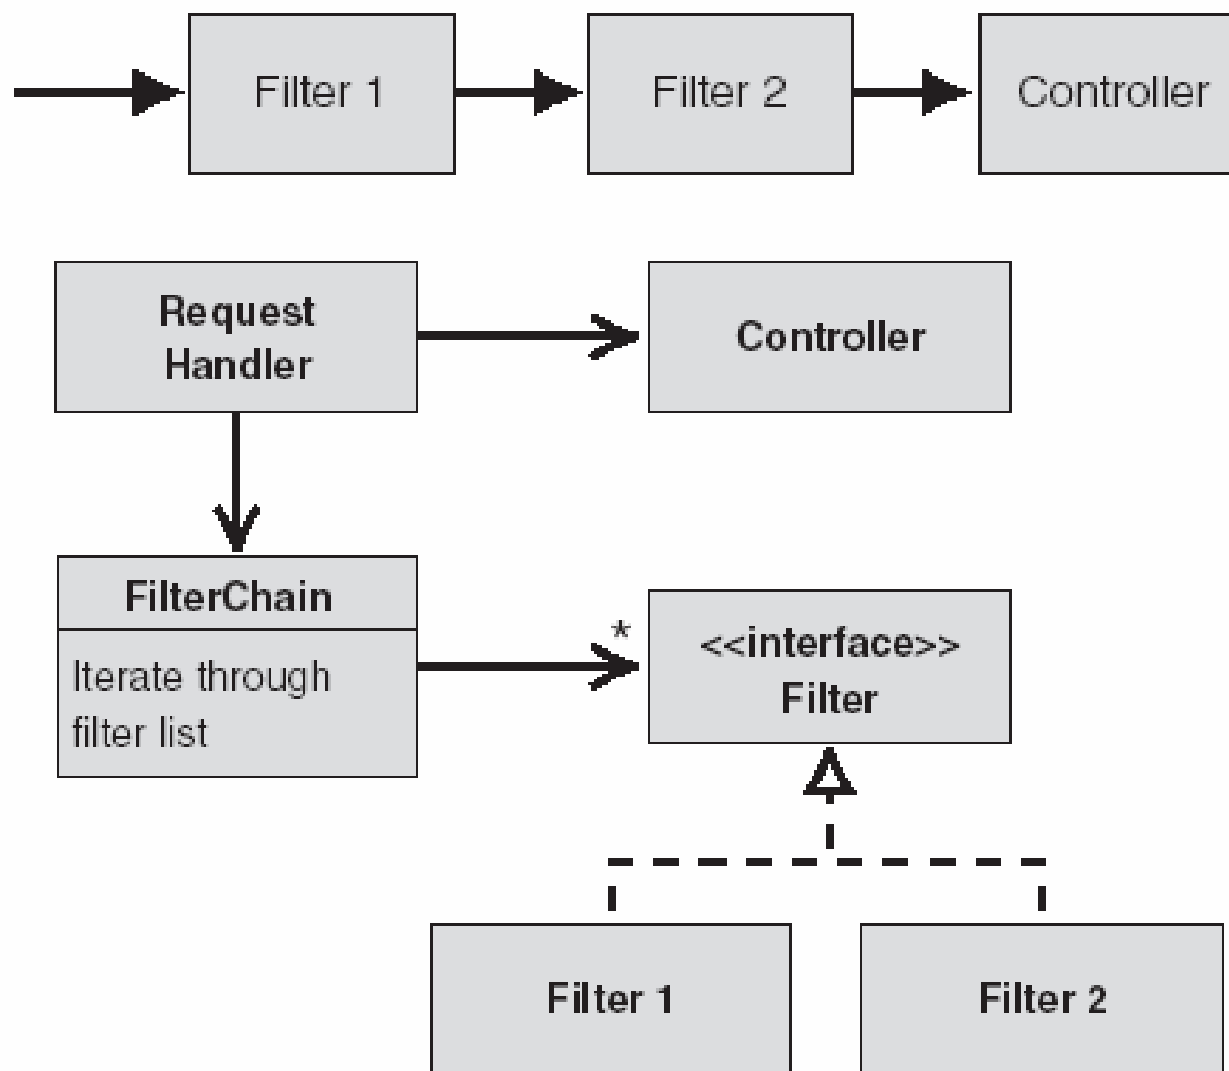 Filter 1
Filter 2
Controller
Request
Handler
Controller
FilterChain
Iterate through
filter list
*
<<interface>>
Filter
Filter 1
Filter 2